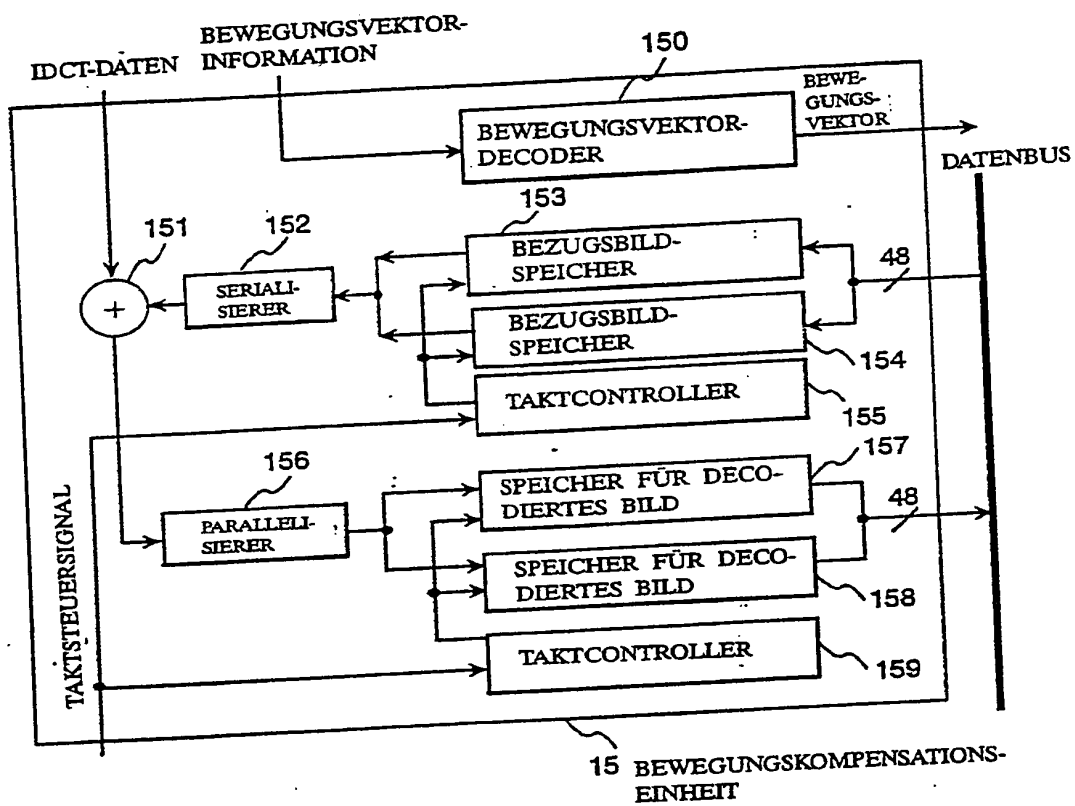 IDCT-DATEN
BEWEGUNGSVEKTOR-
INFORMATION
150
BEWE-
GUNGS-
VEKTOR
BEWEGUNGSVEKTOR-
DECODER
DATENBUS
151
152
153
BEZUGSBILD-
SPEICHER
48
SERIALI-
SIERER
+
BEZUGSBILD-
SPEICHER
154
TAKTCONTROLLER
155
156
157
SPEICHER FÜR DECO-
DIERTES BILD
48
PARALLELI-
SIERER
SPEICHER FÜR DECO-
DIERTES BILD
158
TAKTSTEUERSIGNAL
TAKTCONTROLLER
159
15 BEWEGUNGSKOMPENSATIONS-
EINHEIT